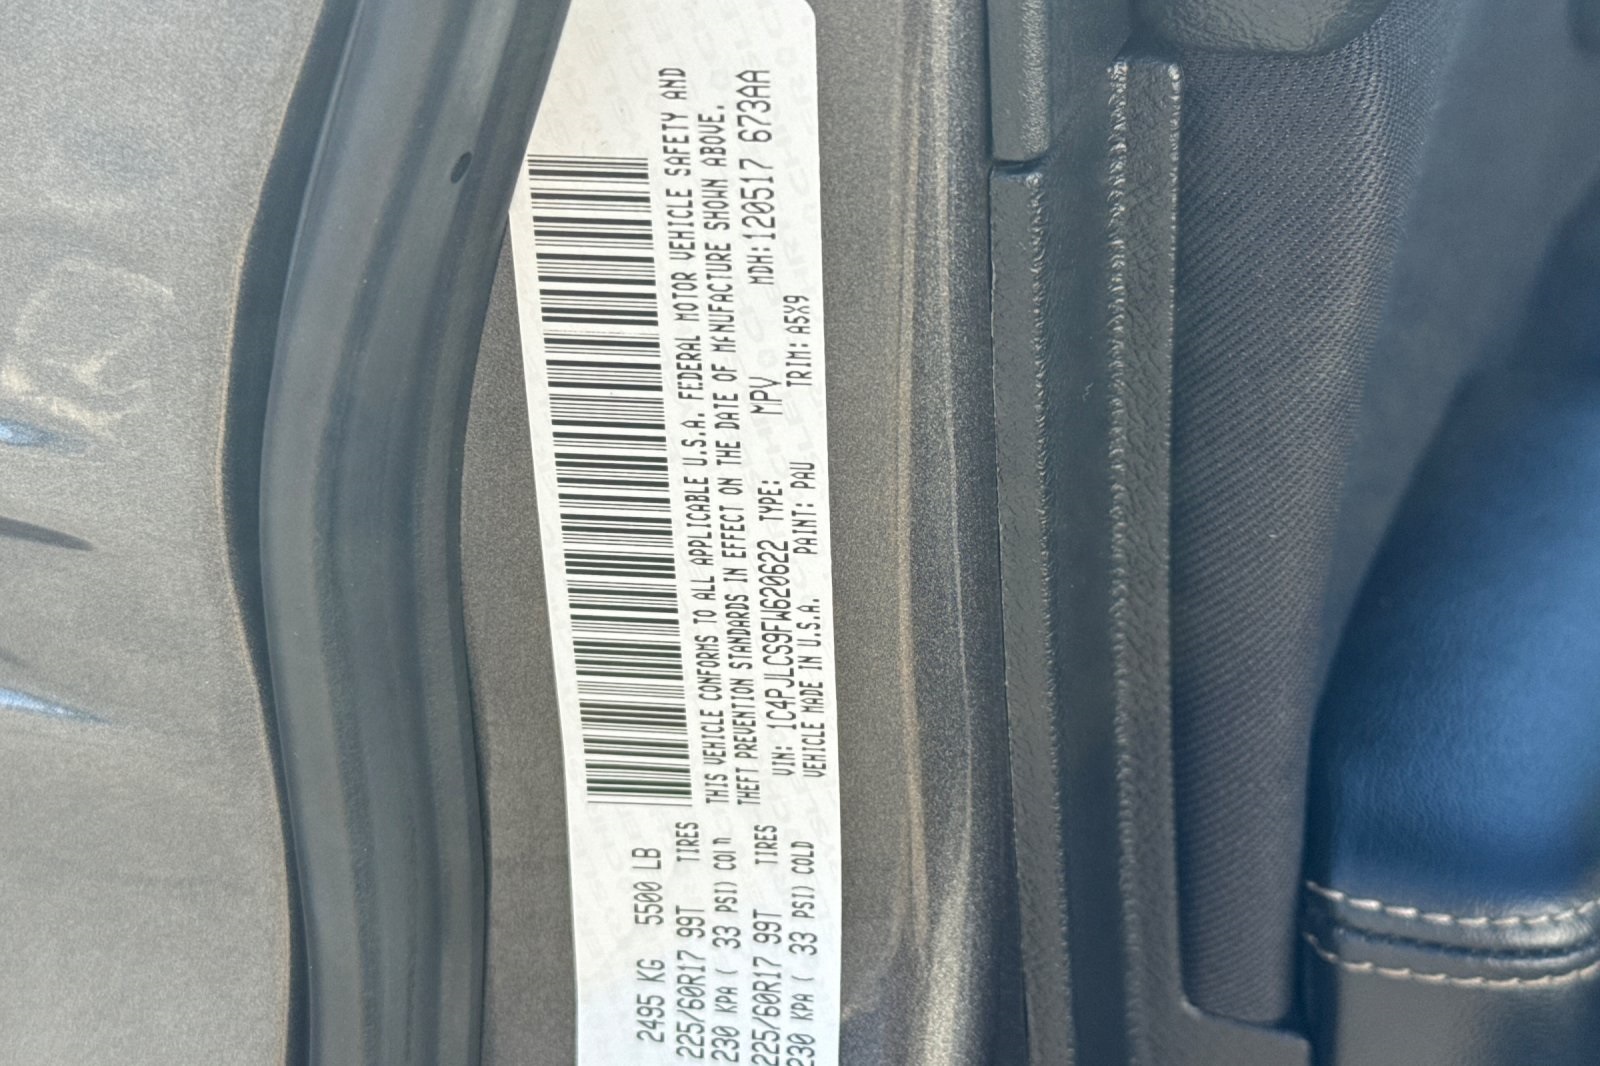 2495 KG 5500 LB
225/60R17 99T TIRES
230 KPA ( 33 PSI) COLD
225/60R17 99T TIRES
230 KPA ( 33 PSI) COLD
THIS VEHICLE CONFORMS TO ALL APPLICABLE U.S.A. FEDERAL MOTOR VEHICLE SAFETY AND
THEFT PREVENTION STANDARDS IN EFFECT ON THE DATE OF MANUFACTURE SHOWN ABOVE.
VIN: 1C4PJLCS9FW620622 TYPE: MPV MDH:120517 673AA
VEHICLE MADE IN U.S.A. PAINT: PAU TRIM: A5X9